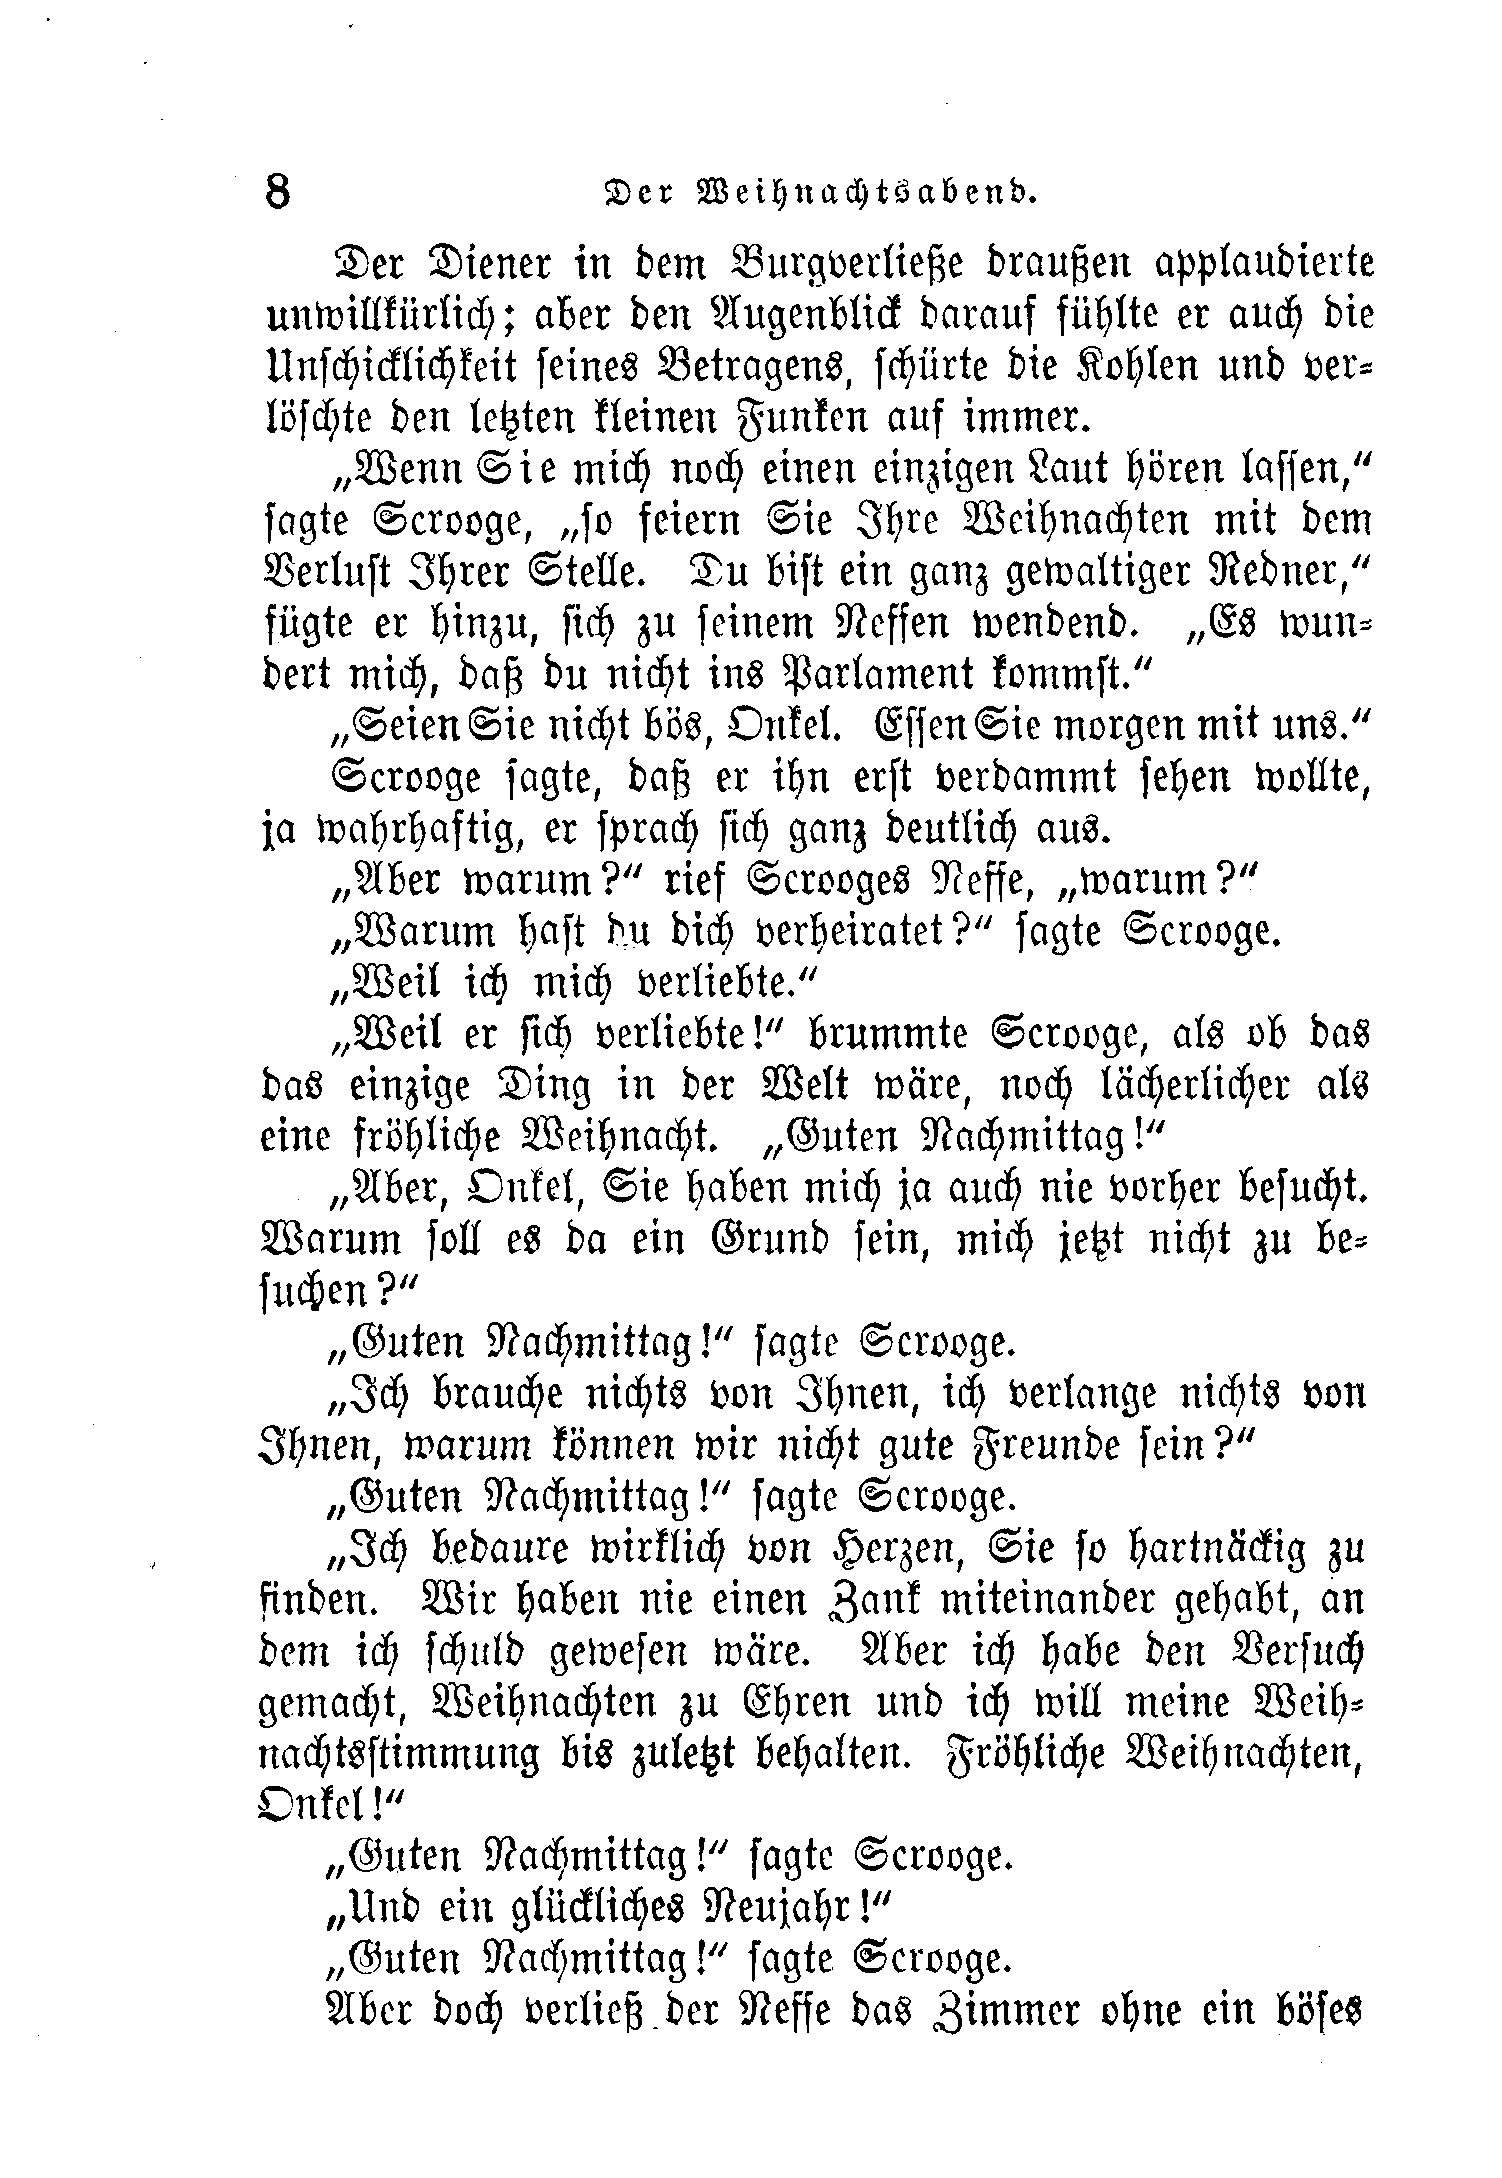 8 Der Weihnachtsabend.
Der Diener in dem Burgverließe draußen applaudierte
unwillkürlich; aber den Augenblick darauf fühlte er auch die
Unschicklichkeit seines Betragens, schürte die Kohlen und ver=
löschte den letzten kleinen Funken auf immer.
„Wenn Sie mich noch einen einzigen Laut hören lassen,“
sagte Scrooge, „so feiern Sie Ihre Weihnachten mit dem
Verlust Ihrer Stelle. Du bist ein ganz gewaltiger Redner,“
fügte er hinzu, sich zu seinem Neffen wendend. „Es wun=
dert mich, daß du nicht ins Parlament kommst.“
„Seien Sie nicht bös, Onkel. Essen Sie morgen mit uns.“
Scrooge sagte, daß er ihn erst verdammt sehen wollte,
ja wahrhaftig, er sprach sich ganz deutlich aus.
„Aber warum?“ rief Scrooges Neffe, „warum?“
„Warum hast du dich verheiratet?“ sagte Scrooge.
„Weil ich mich verliebte.“
„Weil er sich verliebte!“ brummte Scrooge, als ob das
das einzige Ding in der Welt wäre, noch lächerlicher als
eine fröhliche Weihnacht. „Guten Nachmittag!“
„Aber, Onkel, Sie haben mich ja auch nie vorher besucht.
Warum soll es da ein Grund sein, mich jetzt nicht zu be=
suchen?“
„Guten Nachmittag!“ sagte Scrooge.
„Ich brauche nichts von Ihnen, ich verlange nichts von
Ihnen, warum können wir nicht gute Freunde sein?“
„Guten Nachmittag!“ sagte Scrooge.
„Ich bedaure wirklich von Herzen, Sie so hartnäckig zu
finden. Wir haben nie einen Zank miteinander gehabt, an
dem ich schuld gewesen wäre. Aber ich habe den Versuch
gemacht, Weihnachten zu Ehren und ich will meine Weih=
nachtsstimmung bis zuletzt behalten. Fröhliche Weihnachten,
Onkel!“
„Guten Nachmittag!“ sagte Scrooge.
„Und ein glückliches Neujahr!“
„Guten Nachmittag!“ sagte Scrooge.
Aber doch verließ der Neffe das Zimmer ohne ein böses